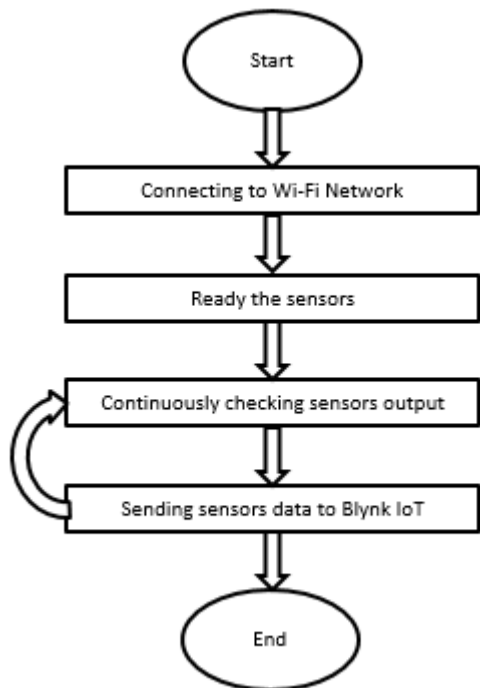 Start
Connecting to Wi-Fi Network
Ready the sensors
Continuously checking sensors output
Sending sensors data to Blynk IoT
End